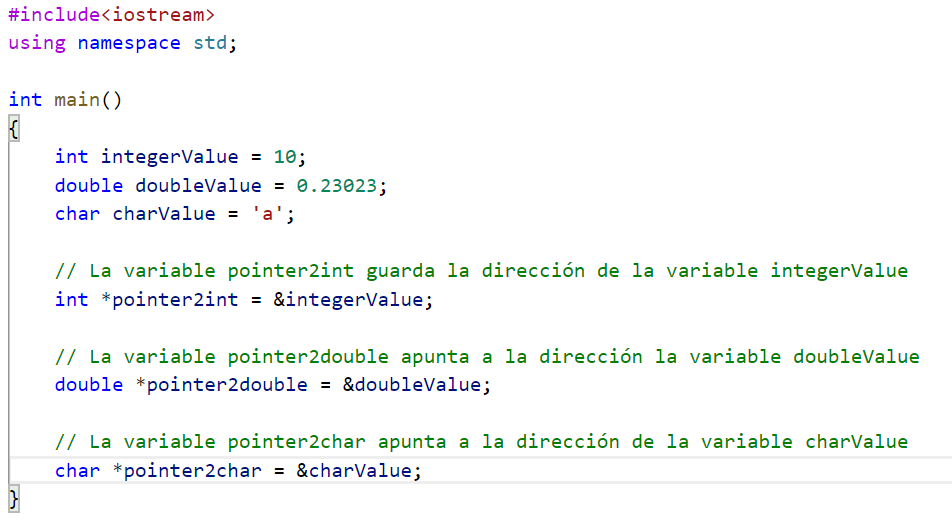 #include<iostream>
using namespace std;
int main()
{
int integerValue = 10;
double doubleValue = 0.23023;
char charValue = 'a';
// La variable pointer2int guarda la dirección de la variable integerValue
int *pointer2int = &integerValue;
// La variable pointer2double apunta a la dirección la variable doubleValue
double *pointer2double = &doubleValue;
// La variable pointer2char apunta a la dirección de la variable charValue
char *pointer2char = &charValue;
}